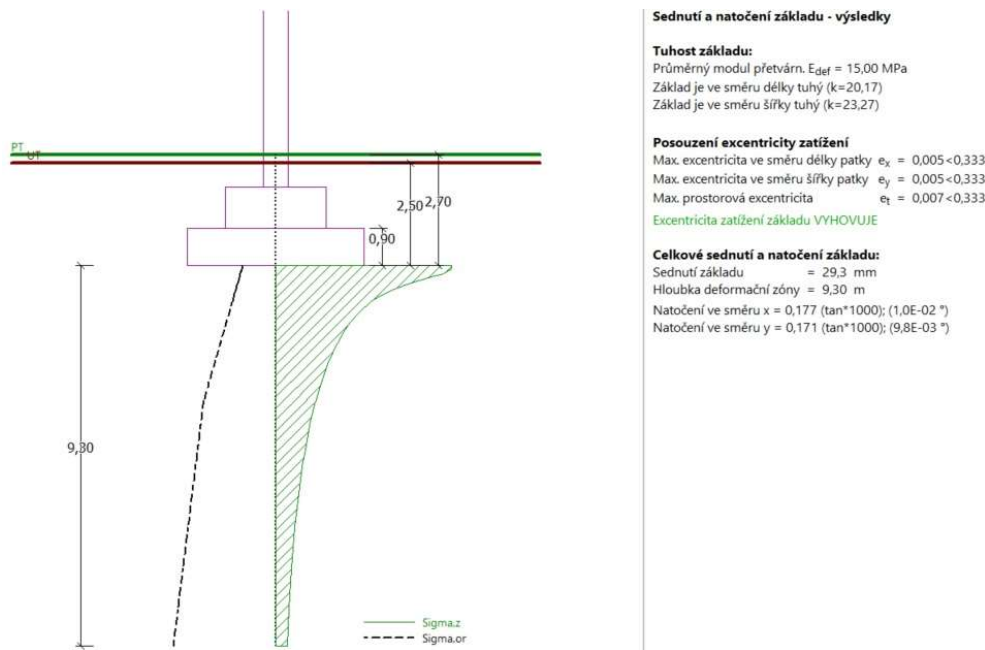 PT
UT
2,50
2,70
0,90
9,30
Sigma.z
Sigma.or
Sednutí a natočení základu - výsledky
Tuhost základu:
Průměrný modul přetvárn. Edef = 15,00 MPa
Základ je ve směru délky tuhý (k=20,17)
Základ je ve směru šířky tuhý (k=23,27)
Posouzení excentricity zatížení
Max. excentricita ve směru délky patky ex = 0,005<0,333
Max. excentricita ve směru šířky patky ey = 0,005<0,333
Max. prostorová excentricita et = 0,007<0,333
Excentricita zatížení základu VYHOVUJE
Celkové sednutí a natočení základu:
Sednutí základu = 29,3 mm
Hloubka deformační zóny = 9,30 m
Natočení ve směru x = 0,177 (tan*1000); (1,0E-02 °)
Natočení ve směru y = 0,171 (tan*1000); (9,8E-03 °)